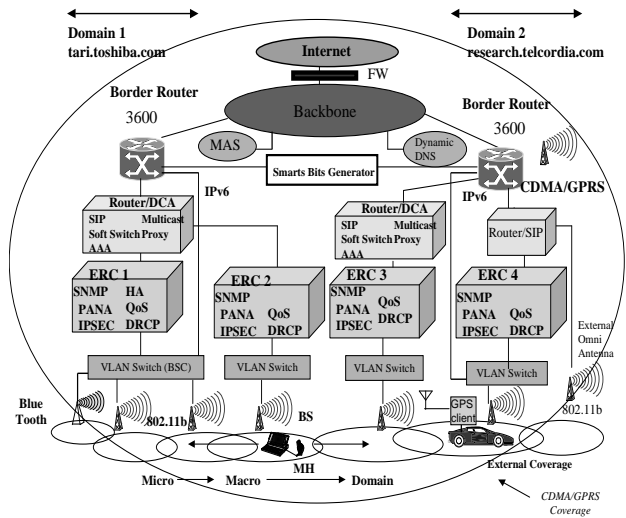 Domain 1
tari.toshiba.com
Domain 2
research.telcordia.com
Internet
FW
Backbone
Border Router
3600
Border Router
3600
MAS
Dynamic
DNS
Smarts Bits Generator
IPv6
IPv6
CDMA/GPRS
Router/DCA
SIP Multicast
Soft Switch Proxy
AAA
Router/DCA
SIP Multicast
Soft Switch Proxy
AAA
Router/SIP
ERC 1
SNMP HA
PANA QoS
IPSEC DRCP
ERC 2
SNMP
PANA QoS
IPSEC DRCP
ERC 3
SNMP
PANA QoS
IPSEC DRCP
ERC 4
SNMP
PANA QoS
IPSEC DRCP
External
Omni
Antenna
VLAN Switch (BSC)
VLAN Switch
VLAN Switch
VLAN Switch
Blue
Tooth
802.11b
BS
GPS
client
802.11b
MH
External Coverage
Micro
Macro
Domain
CDMA/GPRS
Coverage